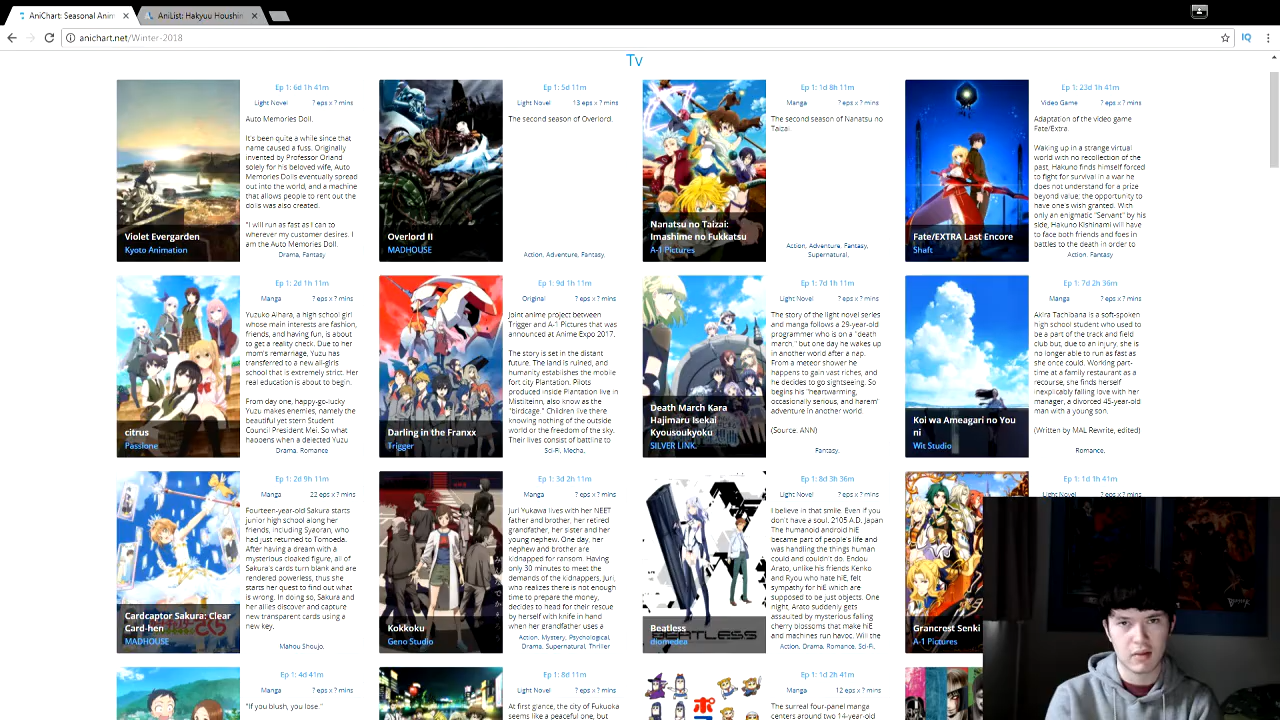 AniChart: Seasonal Anim
AniList: Hakyuu Houshin
anichart.net/Winter-2018
Tv
Ep 1: 6d 1h 41m
Light Novel ? eps x ? mins
Auto Memories Doll.
It's been quite a while since that
name caused a fuss. Originally
invented by Professor Orland
solely for his beloved wife, Auto
Memories Dolls eventually spread
out into the world, and a machine
that allows people to rent out the
dolls was also created.
"I will run as fast as I can to
wherever my customer desires. I
am the Auto Memories Doll.
Drama, Fantasy
Violet Evergarden
Kyoto Animation
Ep 1: 5d 11m
Light Novel 13 eps x ? mins
The second season of Overlord.
Action, Adventure, Fantasy,
Overlord II
MADHOUSE
Ep 1: 1d 8h 11m
Manga ? eps x ? mins
The second season of Nanatsu no
Taizai.
Action, Adventure, Fantasy,
Supernatural,
Nanatsu no Taizai:
Imashime no Fukkatsu
A-1 Pictures
Ep 1: 23d 1h 41m
Video Game ? eps x ? mins
Adaptation of the video game
Fate/Extra.
Waking up in a strange virtual
world with no recollection of the
past, Hakuno finds himself forced
to fight for survival in a war he
does not understand for a prize
beyond value; the opportunity to
have one's wish granted. With
only an enigmatic "Servant" by his
side, Hakuno Kishinami will have
to face both friends and foes in
battles to the death in order to
Action, Fantasy
Fate/EXTRA Last Encore
Shaft
Ep 1: 2d 1h 11m
Manga ? eps x ? mins
Yuzuko Aihara, a high school girl
whose main interests are fashion,
friends, and having fun, is about
to get a reality check. Due to her
mom's remarriage, Yuzu has
transferred to a new all-girls
school that is extremely strict. Her
real education is about to begin.
From day one, happy-go-lucky
Yuzu makes enemies, namely the
beautiful yet stern Student
Council President Mei. So what
happens when a dejected Yuzu
Drama, Romance
citrus
Passione
Ep 1: 9d 1h 11m
Original ? eps x ? mins
Joint anime project between
Trigger and A-1 Pictures that was
announced at Anime Expo 2017.
The story is set in the distant
future. The land is ruined, and
humanity establishes the mobile
fort city Plantation. Pilots
produced inside Plantation live in
Mistilteinn, also known as the
"birdcage." Children live there
knowing nothing of the outside
world or the freedom of the sky.
Their lives consist of battling to
Sci-Fi, Mecha,
Darling in the Franxx
Trigger
Ep 1: 7d 1h 11m
Light Novel ? eps x ? mins
The story of the light novel series
and manga follows a 29-year-old
programmer who is on a "death
march," but one day he wakes up
in another world after a nap.
From a meteor shower he
happens to gain vast riches, and
he decides to go sightseeing. So
begins his "heartwarming,
occasionally serious, and harem"
adventure in another world.
(Source: ANN)
Fantasy,
Death March Kara
Hajimaru Isekai
Kyousoukyoku
SILVER LINK.
Ep 1: 7d 2h 36m
Manga ? eps x ? mins
Akira Tachibana is a soft-spoken
high school student who used to
be a part of the track and field
club but, due to an injury, she is
no longer able to run as fast as
she once could. Working part-
time at a family restaurant as a
recourse, she finds herself
inexplicably falling love with her
manager, a divorced 45-year-old
man with a young son.
(Written by MAL Rewrite, edited)
Romance,
Koi wa Ameagari no You
ni
Wit Studio
Ep 1: 2d 9h 11m
Manga 22 eps x ? mins
Fourteen-year-old Sakura starts
junior high school along her
friends, including Syaoran, who
had just returned to Tomoeda.
After having a dream with a
mysterious cloaked figure, all of
Sakura's cards turn blank and are
rendered powerless, thus she
starts her quest to find out what
is wrong. In doing so, Sakura and
her allies discover and capture
new transparent cards using a
new key.
Mahou Shoujo,
Cardcaptor Sakura: Clear
Card-hen
MADHOUSE
Ep 1: 3d 2h 11m
Manga ? eps x ? mins
Juri Yukawa lives with her NEET
father and brother, her retired
grandfather, her sister and her
young nephew. One day, her
nephew and brother are
kidnapped for ransom. Having
only 30 minutes to meet the
demands of the kidnappers, Juri,
who realizes there is not enough
time to prepare the money,
decides to head for their rescue
by herself with knife in hand
when her grandfather uses a
Action, Mystery, Psychological,
Drama, Supernatural, Thriller
Kokkoku
Geno Studio
Ep 1: 8d 3h 36m
Light Novel ? eps x ? mins
I believe in that smile. Even if you
don't have a soul. 2105 A.D. Japan
The humanoid android hiE
became part of people's life and
was handling the things human
could and couldn't do. Endo
Arato, unlike his friends Kenko
and Ryou who hate hiE, felt
sympathy for hiE which are
supposed to be just objects. One
night, Arato suddenly gets
assaulted by mysterious falling
cherry blossoms that make hiE
and machines run havoc. Will the
Action, Drama, Romance, Sci-Fi,
BEATLESS
Beatless
diomedea
Ep 1: 1d 1h 41m
Light Novel ? eps x ? mins
Grancrest Senki
A-1 Pictures
Ep 1: 4d 41m
Manga ? eps x ? mins
"If you blush, you lose."
Ep 1: 8d 11m
Light Novel ? eps x ? mins
At first glance, the city of Fukuoka
seems like a peaceful one, but
Ep 1: 1d 2h 41m
Manga 12 eps x ? mins
The surreal four-panel manga
centers around two 14-year-old